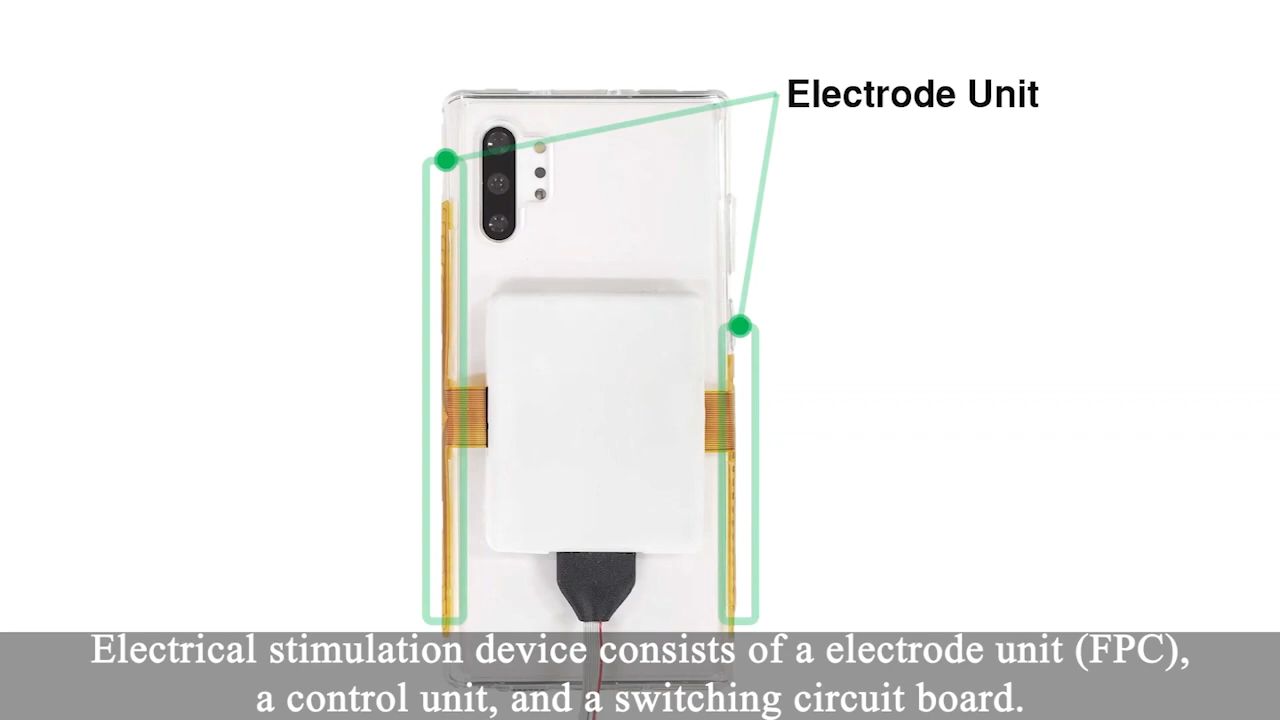 Electrode Unit
Electrical stimulation device consists of a electrode unit (FPC),
a control unit, and a switching circuit board.